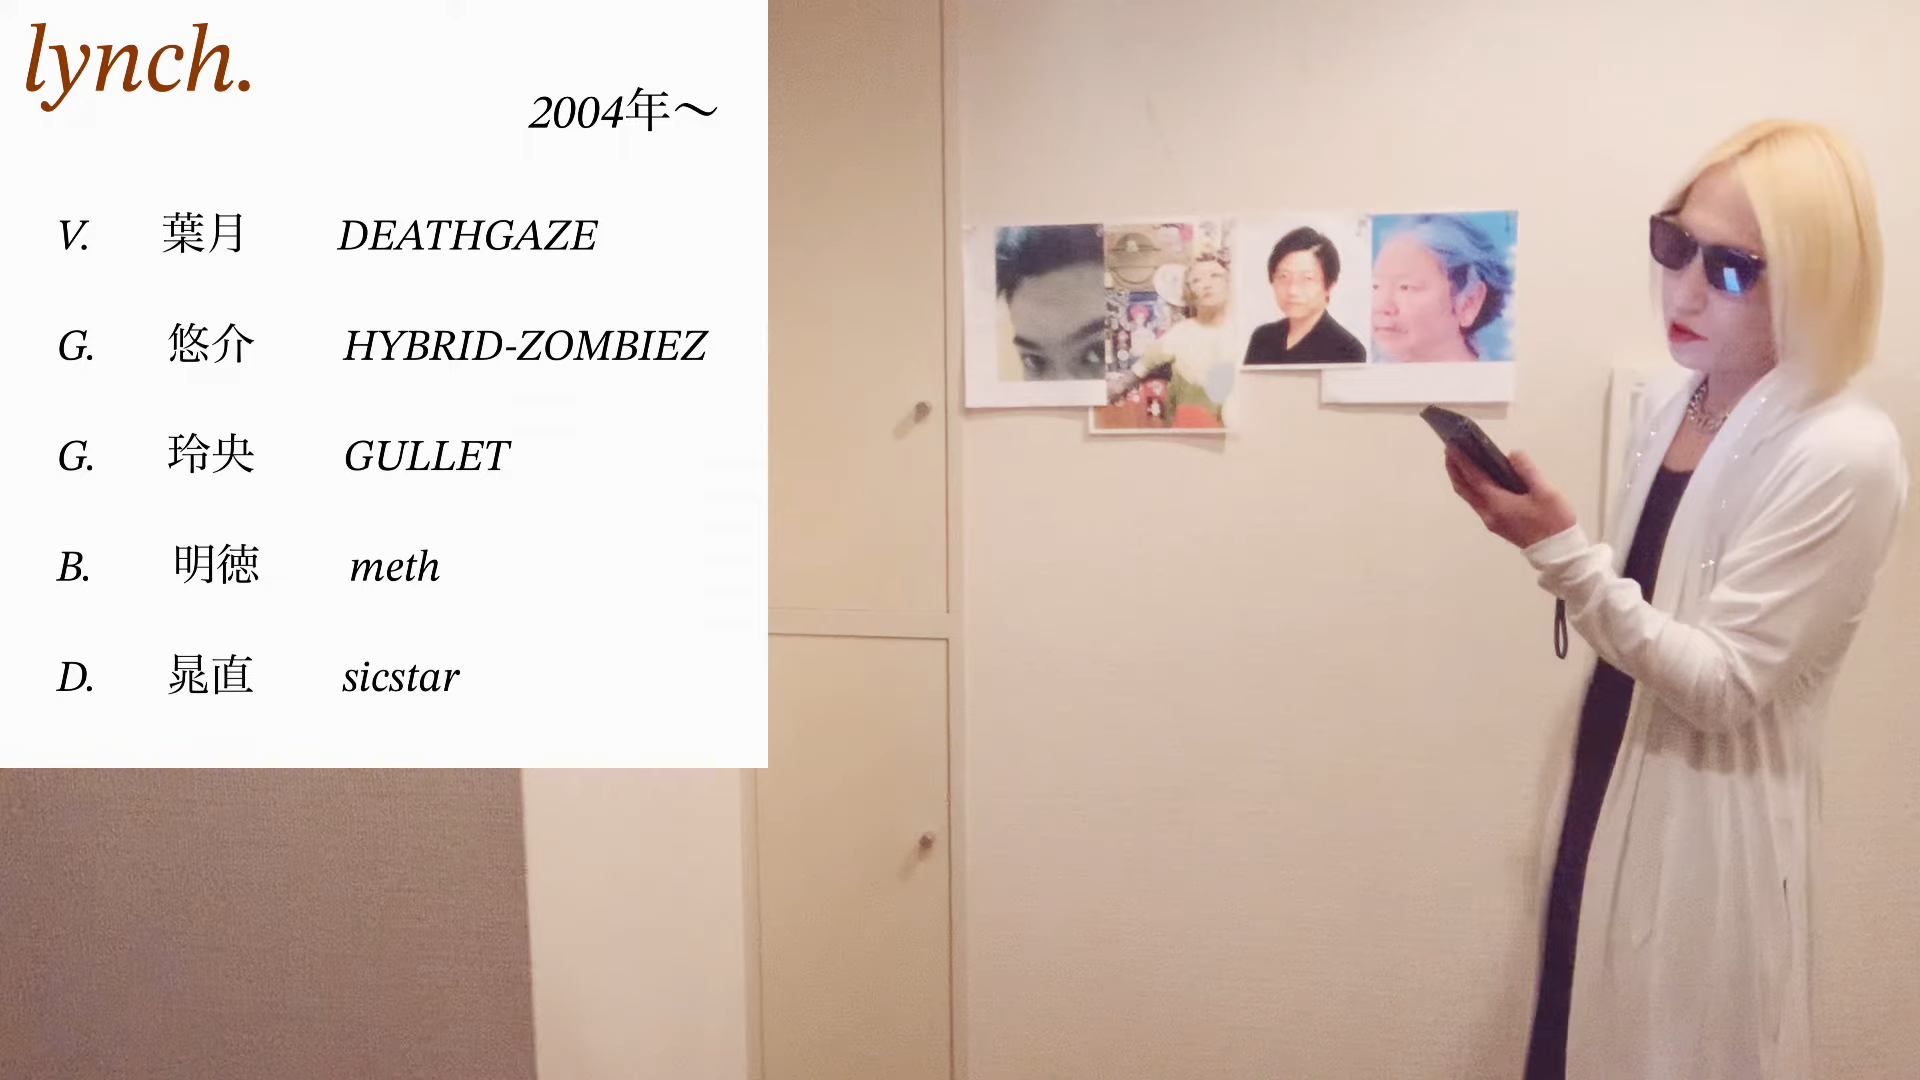 lynch.
2004年～
V. 葉月 DEATHGAZE
G. 悠介 HYBRID-ZOMBIEZ
G. 玲央 GULLET
B. 明徳 meth
D. 晁直 sicstar